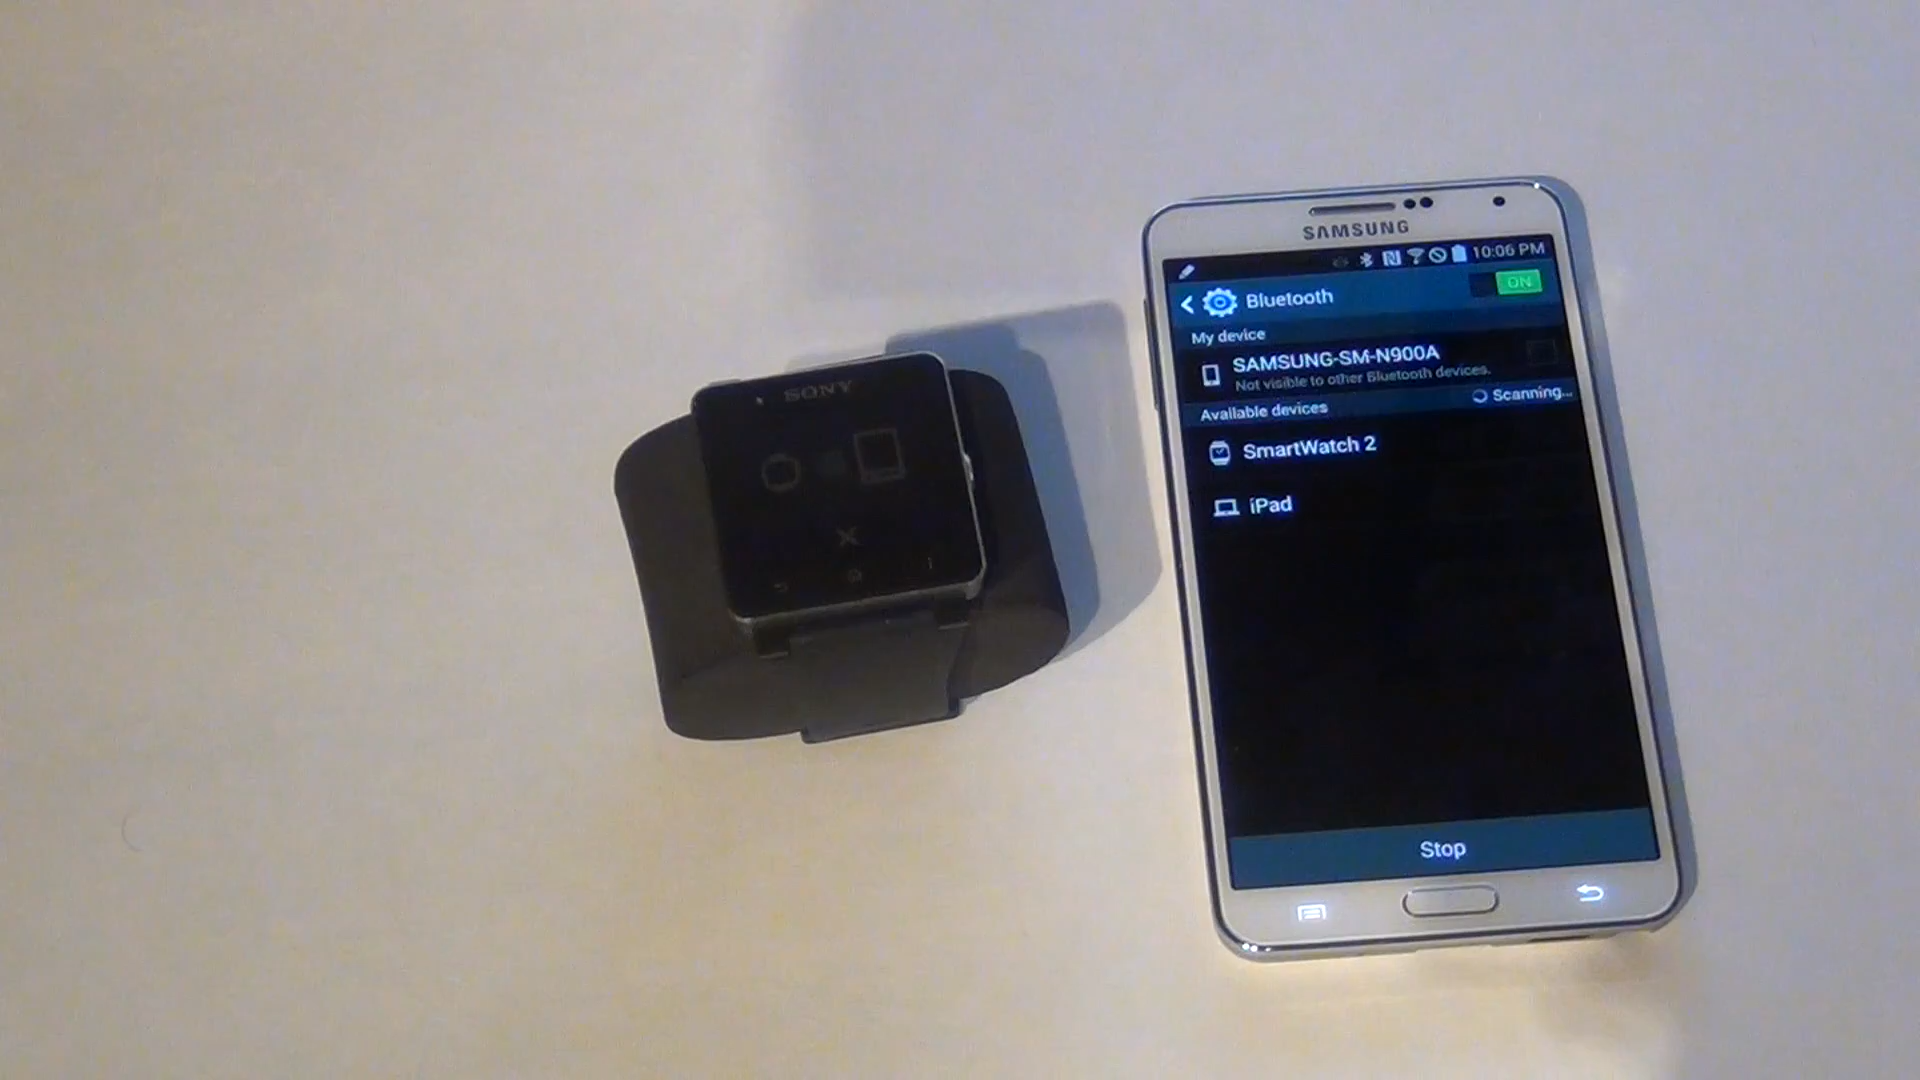 SONY
SAMSUNG
10:06 PM
Bluetooth
ON
My device
SAMSUNG-SM-N900A
Not visible to other Bluetooth devices.
Available devices
Scanning...
SmartWatch 2
iPad
Stop